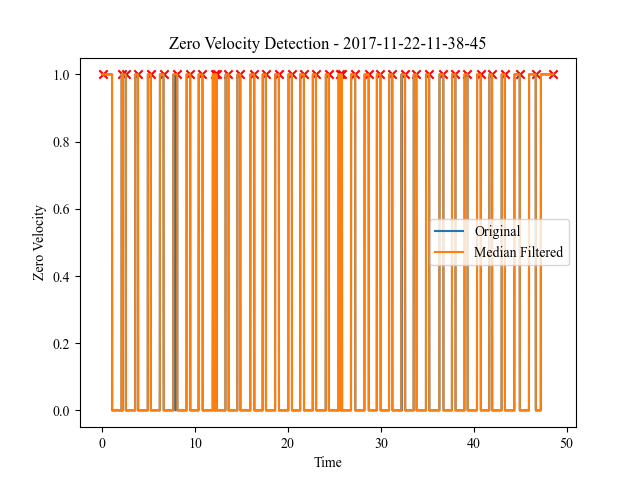 Zero Velocity Detection - 2017-11-22-11-38-45
1.0
0.8
0.6
0.4
0.2
0.0
Zero Velocity
Original
Median Filtered
0 10 20 30 40 50
Time